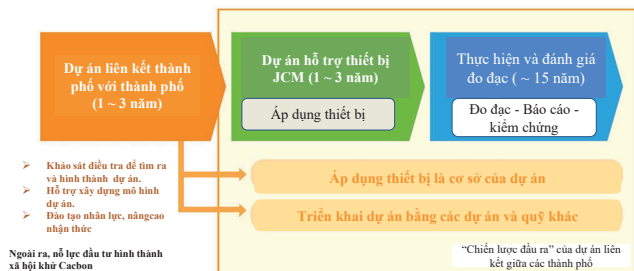 Dự án liên kết thành
phố với thành phố
(1 ~ 3 năm)
Dự án hỗ trợ thiết bị
JCM (1 ~ 3 năm)
Áp dụng thiết bị
Thực hiện và đánh giá
đo đạc ( ~ 15 năm)
Đo đạc - Báo cáo -
kiểm chứng
Khảo sát điều tra để tìm ra
và hình thành dự án.
Hỗ trợ xây dựng mô hình
dự án.
Đào tạo nhân lực, nângcao
nhận thức
Áp dụng thiết bị là cơ sở của dự án
Triển khai dự án bằng các dự án và quỹ khác
Ngoài ra, nỗ lực đầu tư hình thành
xã hội khử Cacbon
“Chiến lược đầu ra” của dự án liên
kết giữa các thành phố